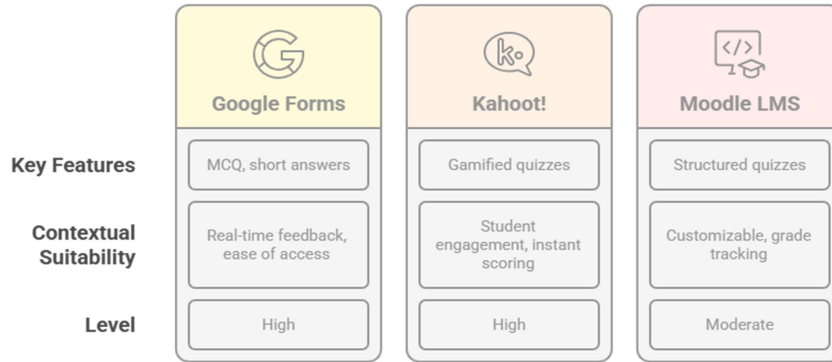 Google Forms
Kahoot!
Moodle LMS
Key Features
MCQ, short answers
Gamified quizzes
Structured quizzes
Contextual
Suitability
Real-time feedback,
ease of access
Student
engagement, instant
scoring
Customizable, grade
tracking
Level
High
High
Moderate